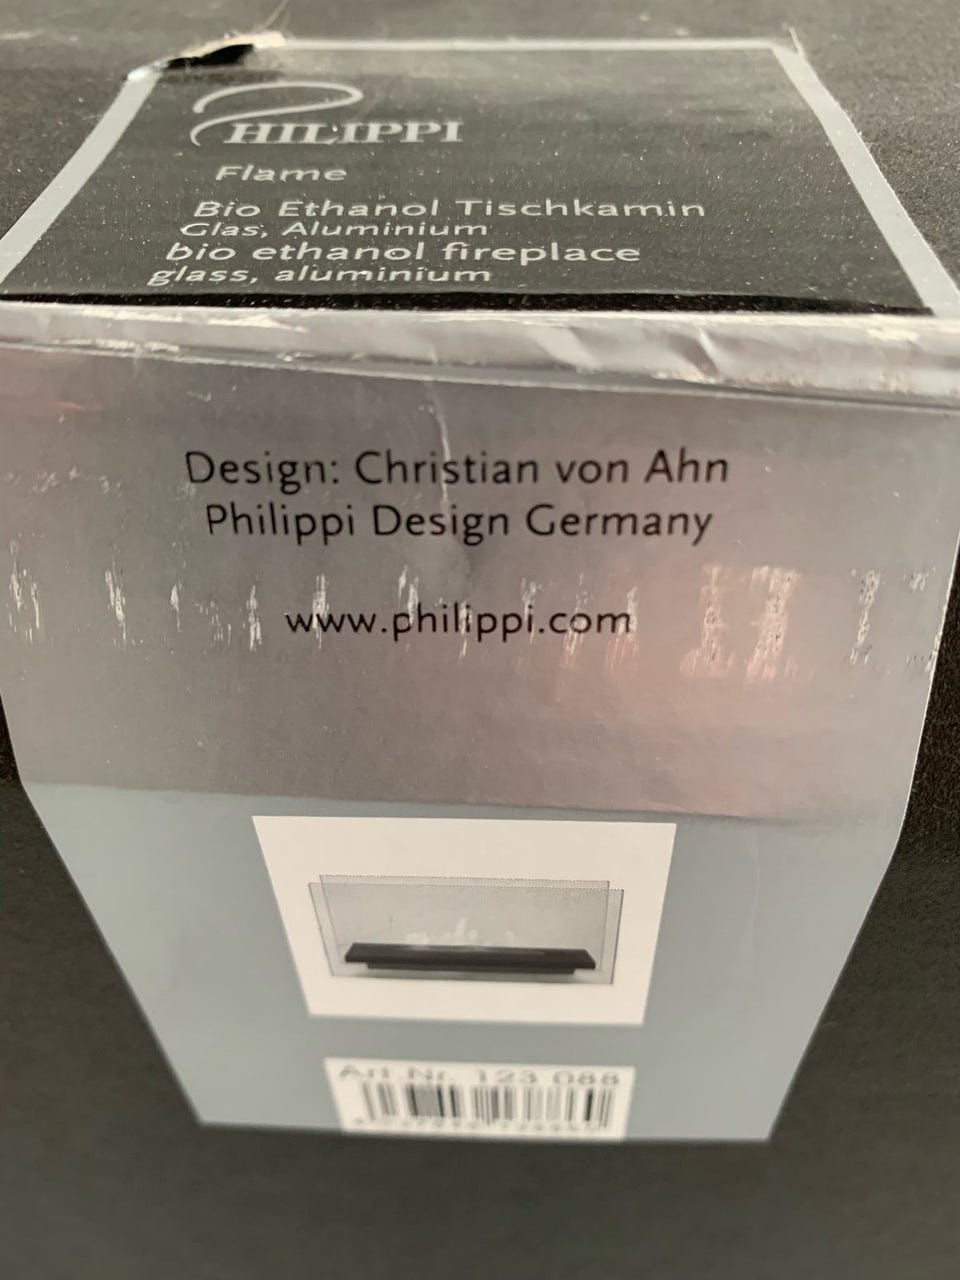 PHILIPPI
Flame
Bio Ethanol Tischkamin
Glas, Aluminium
bio ethanol fireplace
glass, aluminium
Design: Christian von Ahn
Philippi Design Germany
www.philippi.com
Art.Nr. 123 088